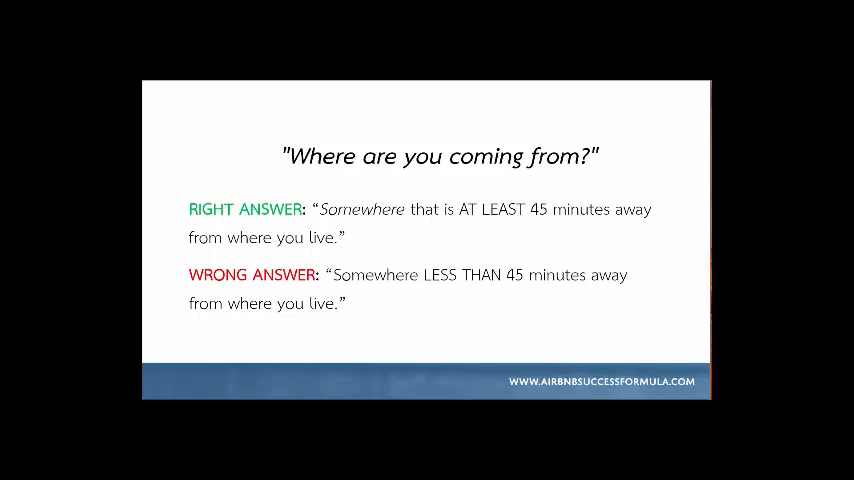 "Where are you coming from?"
RIGHT ANSWER: “Somewhere that is AT LEAST 45 minutes away
from where you live.”
WRONG ANSWER: “Somewhere LESS THAN 45 minutes away
from where you live.”
WWW.AIRBNBSUCCESSFORMULA.COM